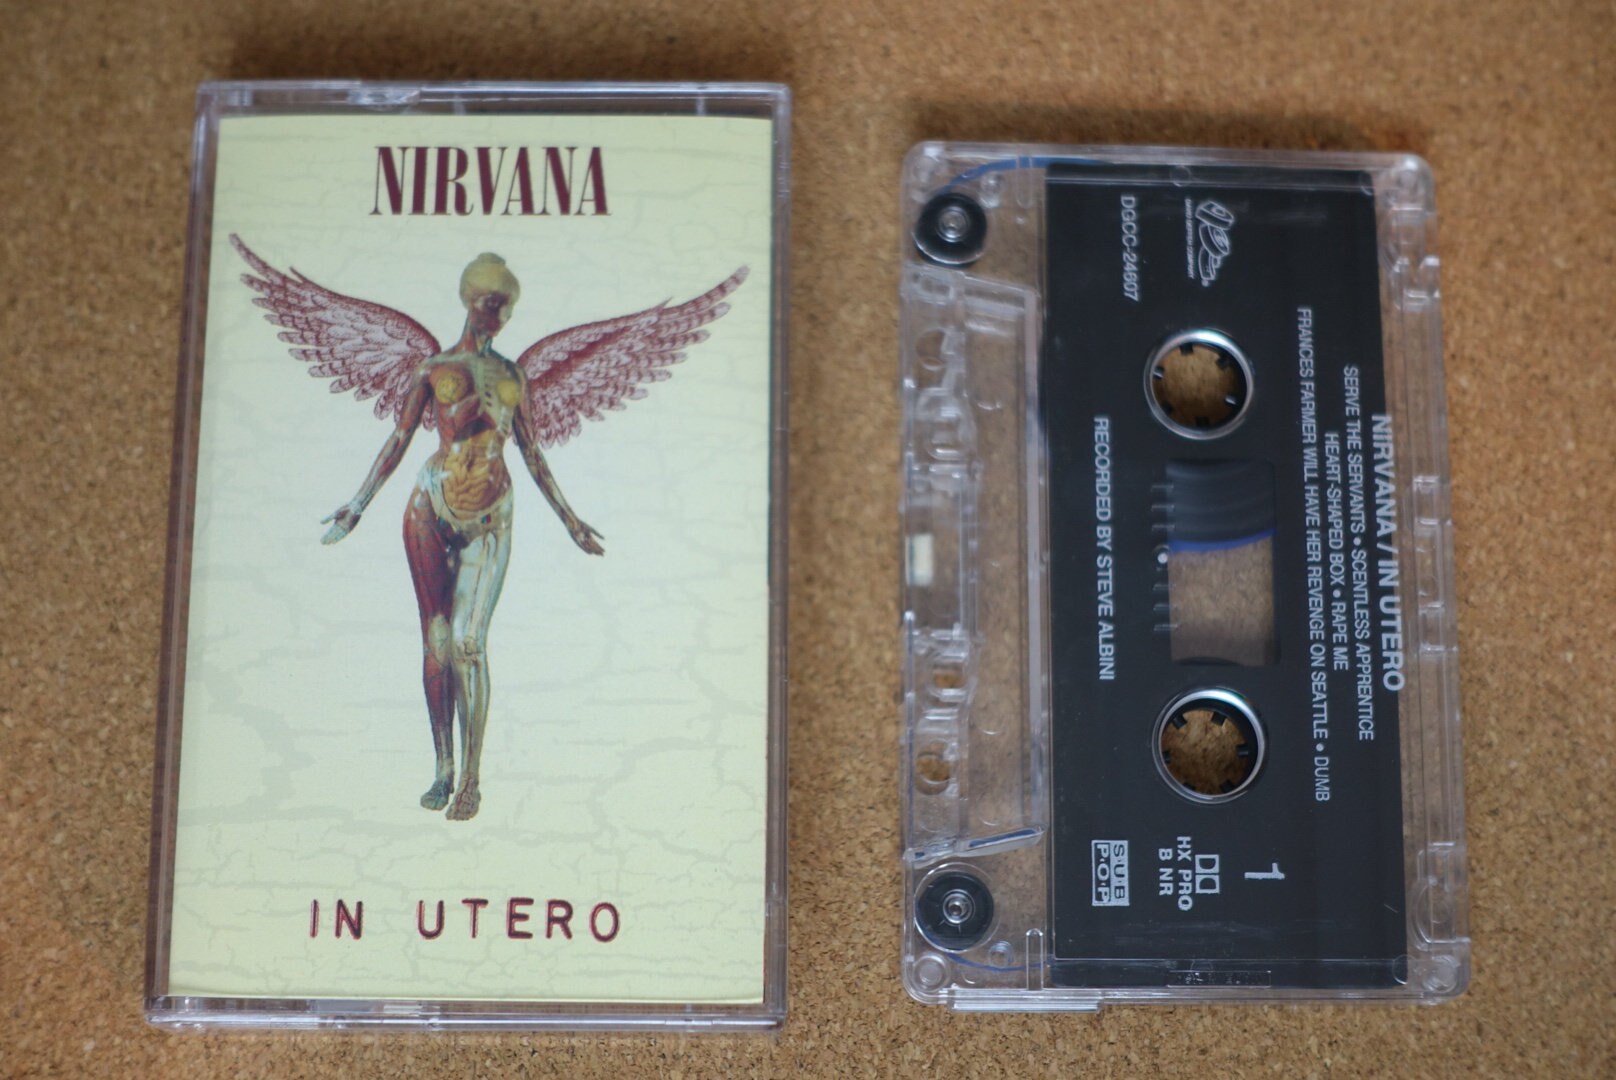 NIRVANA
IN UTERO
NIRVANA / IN UTERO
SERVE THE SERVANTS • SCENTLESS APPRENTICE
HEART-SHAPED BOX • RAPE ME
FRANCES FARMER WILL HAVE HER REVENGE ON SEATTLE • DUMB
DGCC-24607
RECORDED BY STEVE ALBINI
1
HX PRO
B NR
SUB
POP